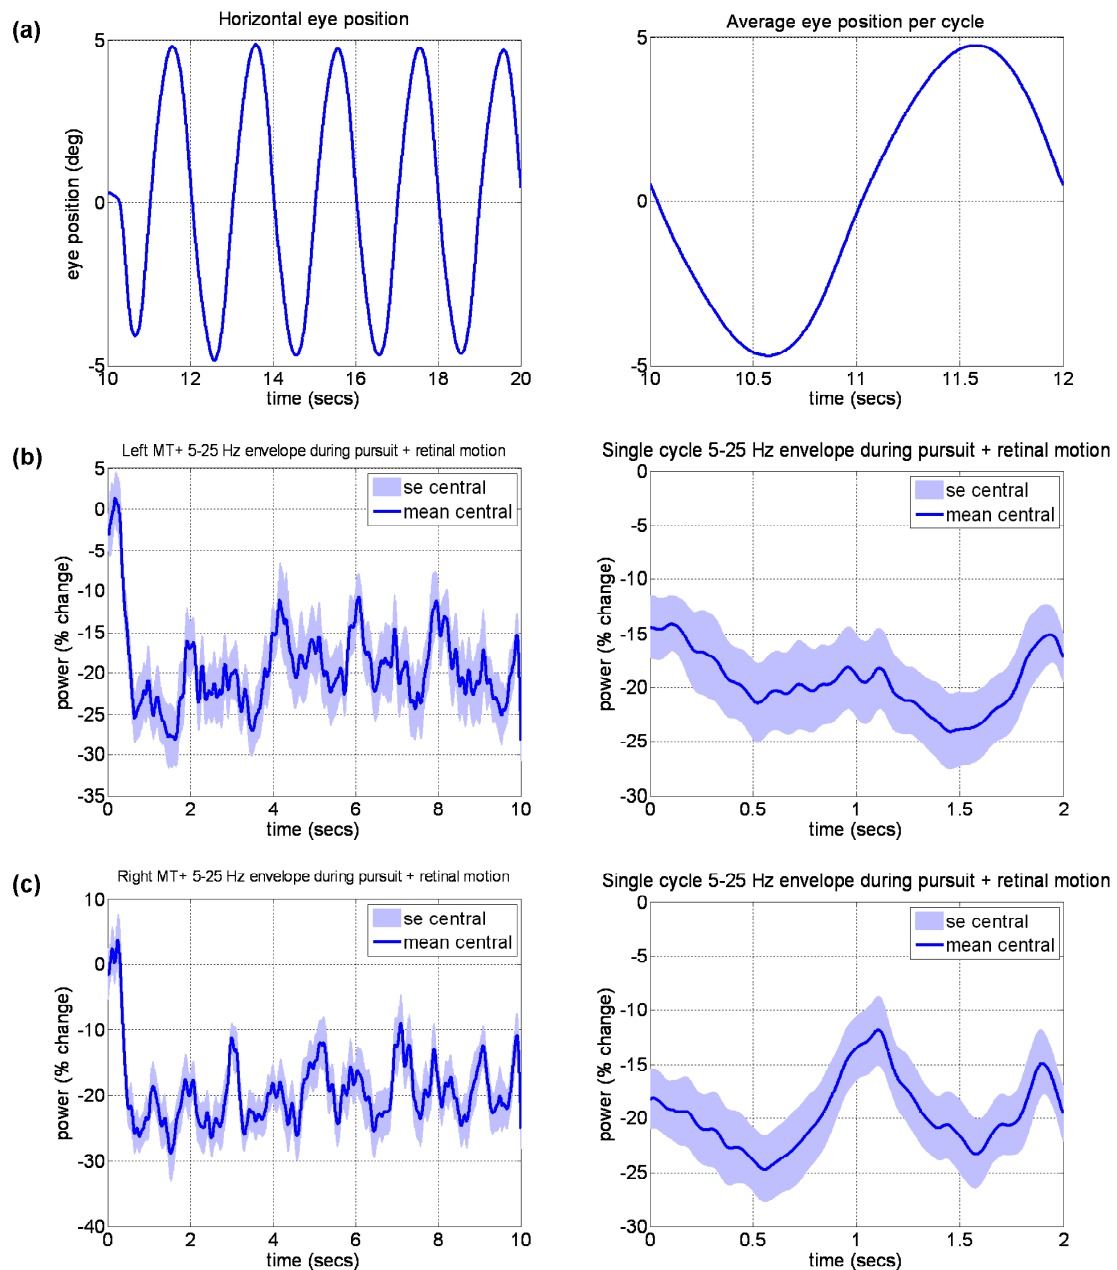 (a)
Horizontal eye position
eye position (deg)
5
0
-5
10 12 14 16 18 20
time (secs)
Average eye position per cycle
5
0
-5
10 10.5 11 11.5 12
time (secs)
(b)
Left MT+ 5-25 Hz envelope during pursuit + retinal motion
power (% change)
5
0
-5
-10
-15
-20
-25
-30
-35
se central
mean central
0 2 4 6 8 10
time (secs)
Single cycle 5-25 Hz envelope during pursuit + retinal motion
power (% change)
0
-5
-10
-15
-20
-25
-30
se central
mean central
0 0.5 1 1.5 2
time (secs)
(c)
Right MT+ 5-25 Hz envelope during pursuit + retinal motion
power (% change)
10
0
-10
-20
-30
-40
se central
mean central
0 2 4 6 8 10
time (secs)
Single cycle 5-25 Hz envelope during pursuit + retinal motion
power (% change)
0
-5
-10
-15
-20
-25
-30
se central
mean central
0 0.5 1 1.5 2
time (secs)